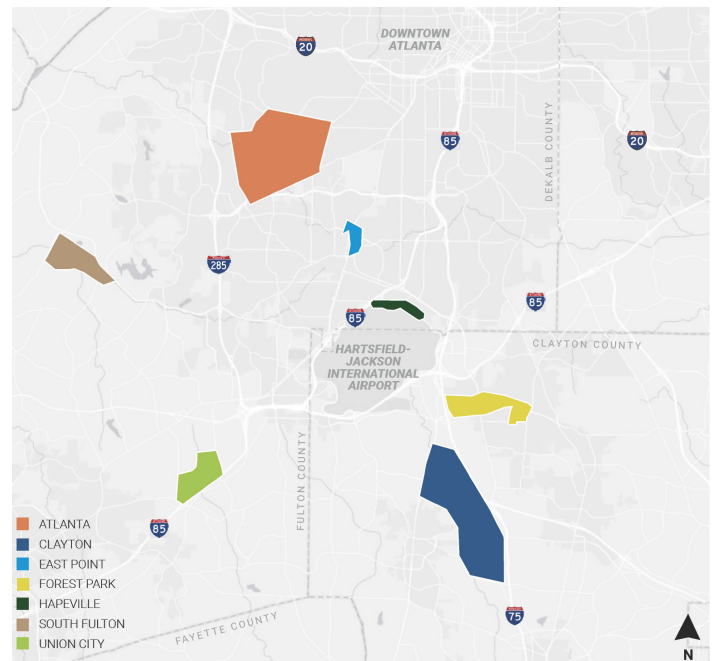 DOWNTOWN
ATLANTA
20
85
20
DEKALB COUNTY
285
85
85
CLAYTON COUNTY
HARTSFIELD-
JACKSON
INTERNATIONAL
AIRPORT
FULTON COUNTY
85
ATLANTA
CLAYTON
EAST POINT
FOREST PARK
HAPEVILLE
SOUTH FULTON
UNION CITY
FAYETTE COUNTY
75
N